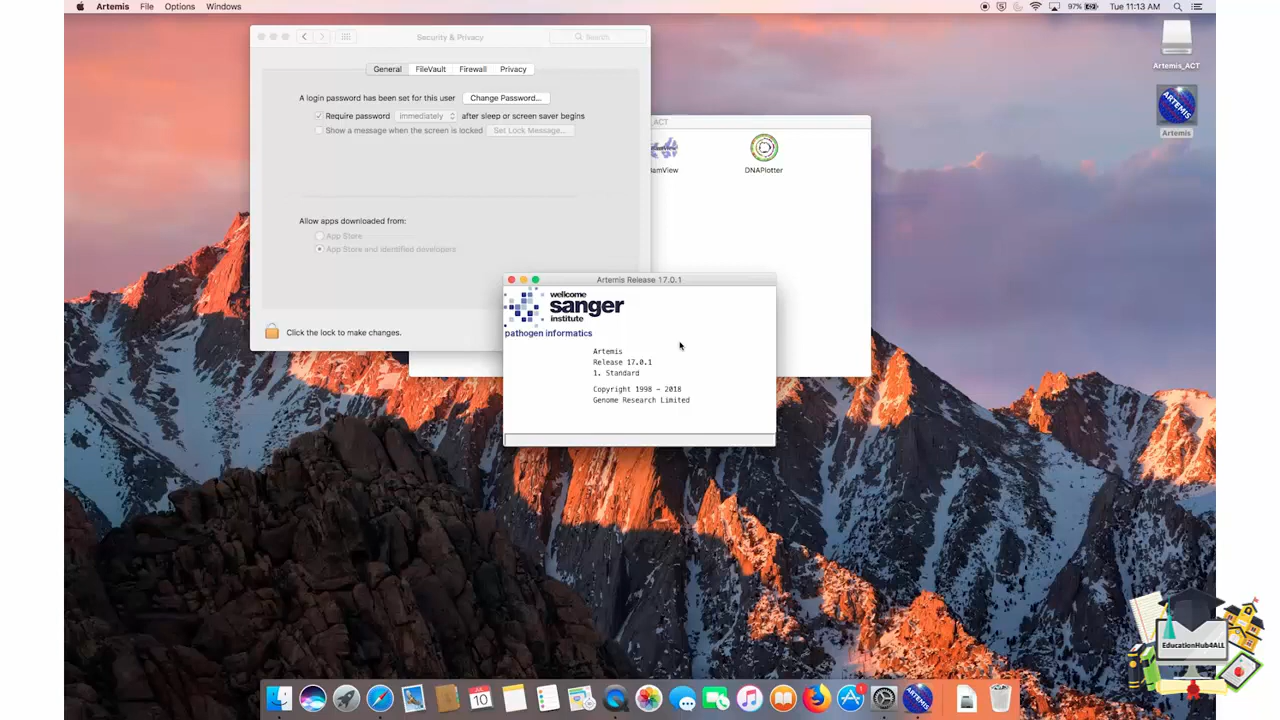 Artemis File Options Windows
97% Tue 11:13 AM
Security & Privacy
Search
General FileVault Firewall Privacy
A login password has been set for this user Change Password...
Require password immediately after sleep or screen saver begins
Show a message when the screen is locked Set Lock Message...
Allow apps downloaded from:
App Store
App Store and identified developers
Click the lock to make changes.
_ACT
DNAPlotter
Artemis_ACT
ARTEMIS
Artemis
Artemis Release 17.0.1
wellcome
sanger
institute
pathogen informatics
Artemis
Release 17.0.1
1. Standard
Copyright 1998 - 2018
Genome Research Limited
EducationHub4ALL
10
ARTEMIS